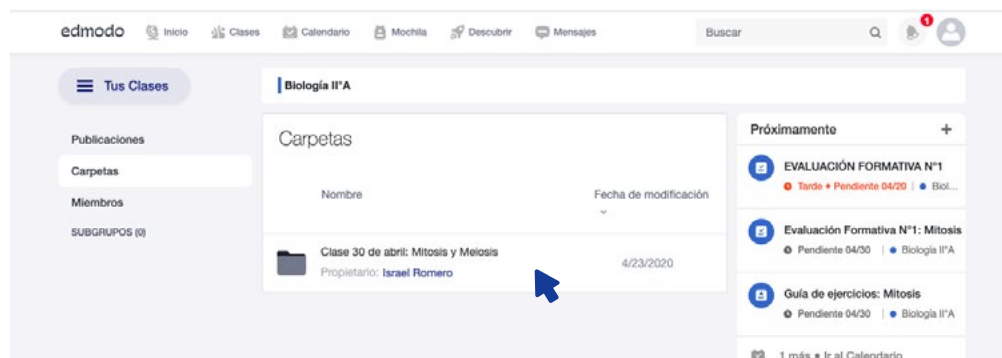 edmodo Inicio Clases Calendario Mochila Descubrir Mensajes Buscar 1
Tus Clases
Publicaciones
Carpetas
Miembros
SUBGRUPOS (0)
Biología II°A
Carpetas
Nombre Fecha de modificación
Clase 30 de abril: Mitosis y Meiosis 4/23/2020
Propietario: Israel Romero
Próximamente +
EVALUACIÓN FORMATIVA N°1
Tarde • Pendiente 04/20 | • Biol...
Evaluación Formativa N°1: Mitosis
Pendiente 04/30 | • Biología II°A
Guía de ejercicios: Mitosis
Pendiente 04/30 | • Biología II°A
1 más • Ir al Calendario